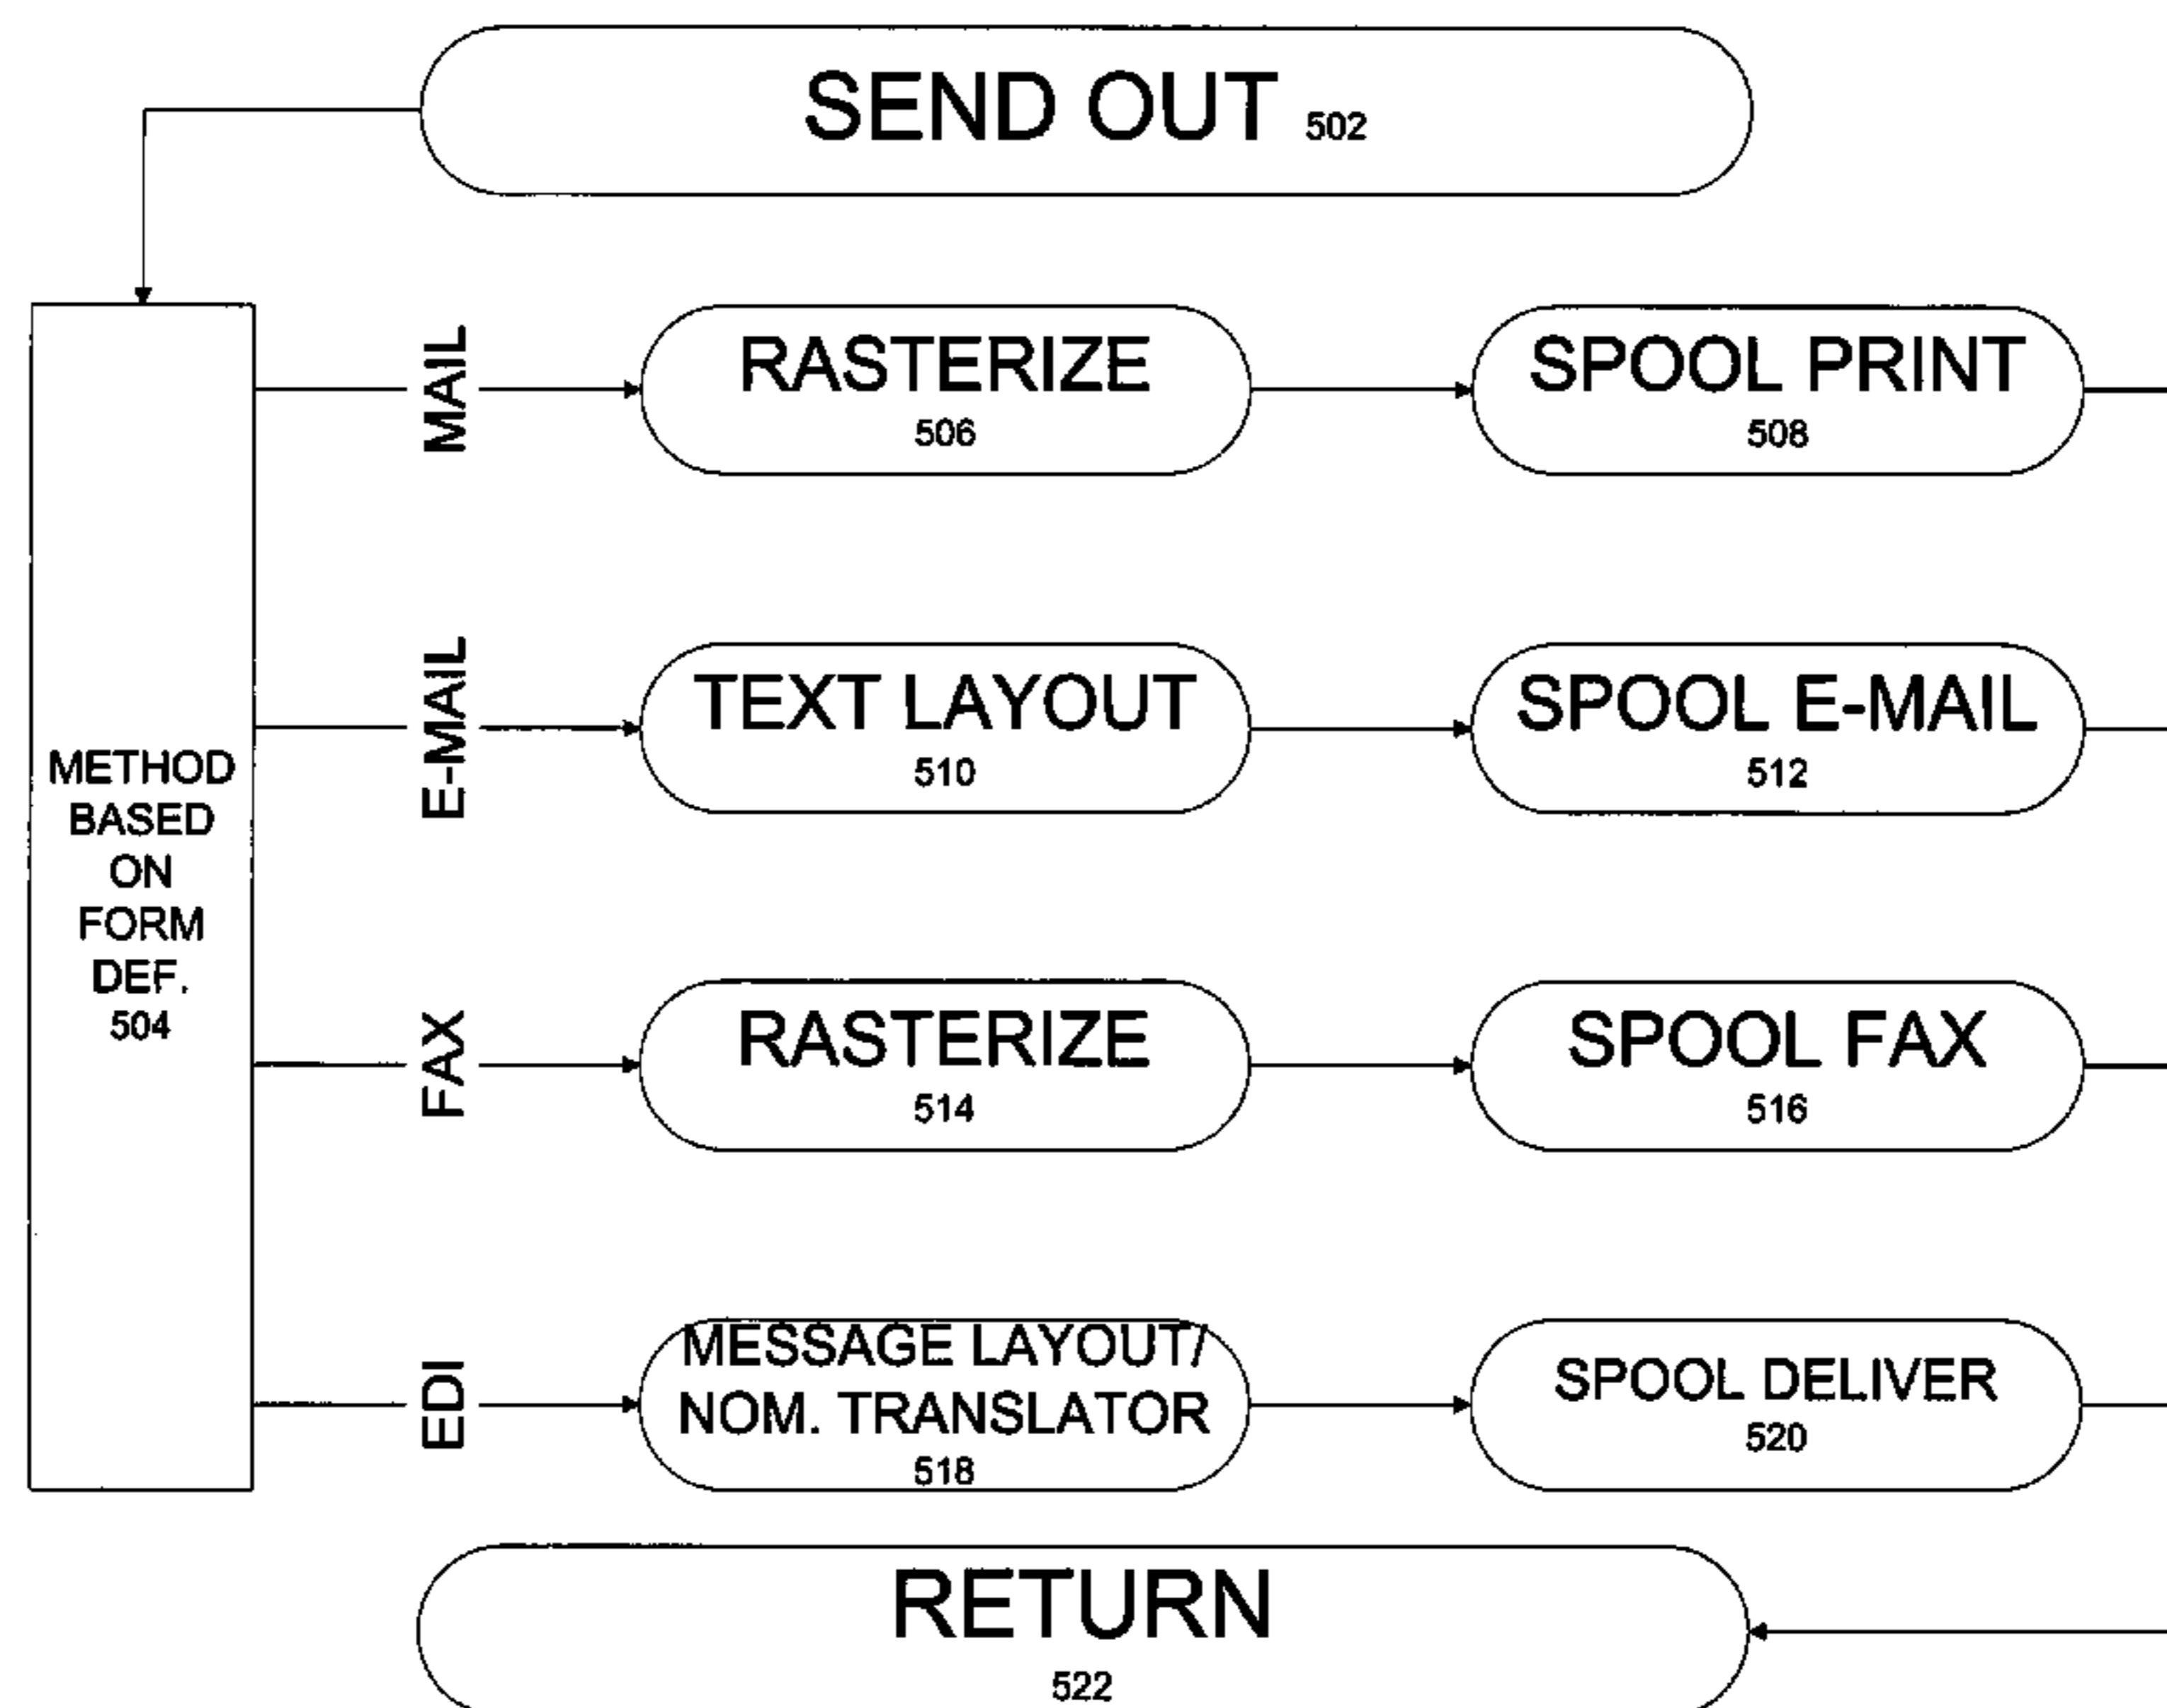 SEND OUT 502
METHOD
BASED
ON
FORM
DEF.
504
MAIL
RASTERIZE
506
SPOOL PRINT
508
E-MAIL
TEXT LAYOUT
510
SPOOL E-MAIL
512
FAX
RASTERIZE
514
SPOOL FAX
516
EDI
MESSAGE LAYOUT/
NOM. TRANSLATOR
518
SPOOL DELIVER
520
RETURN
522